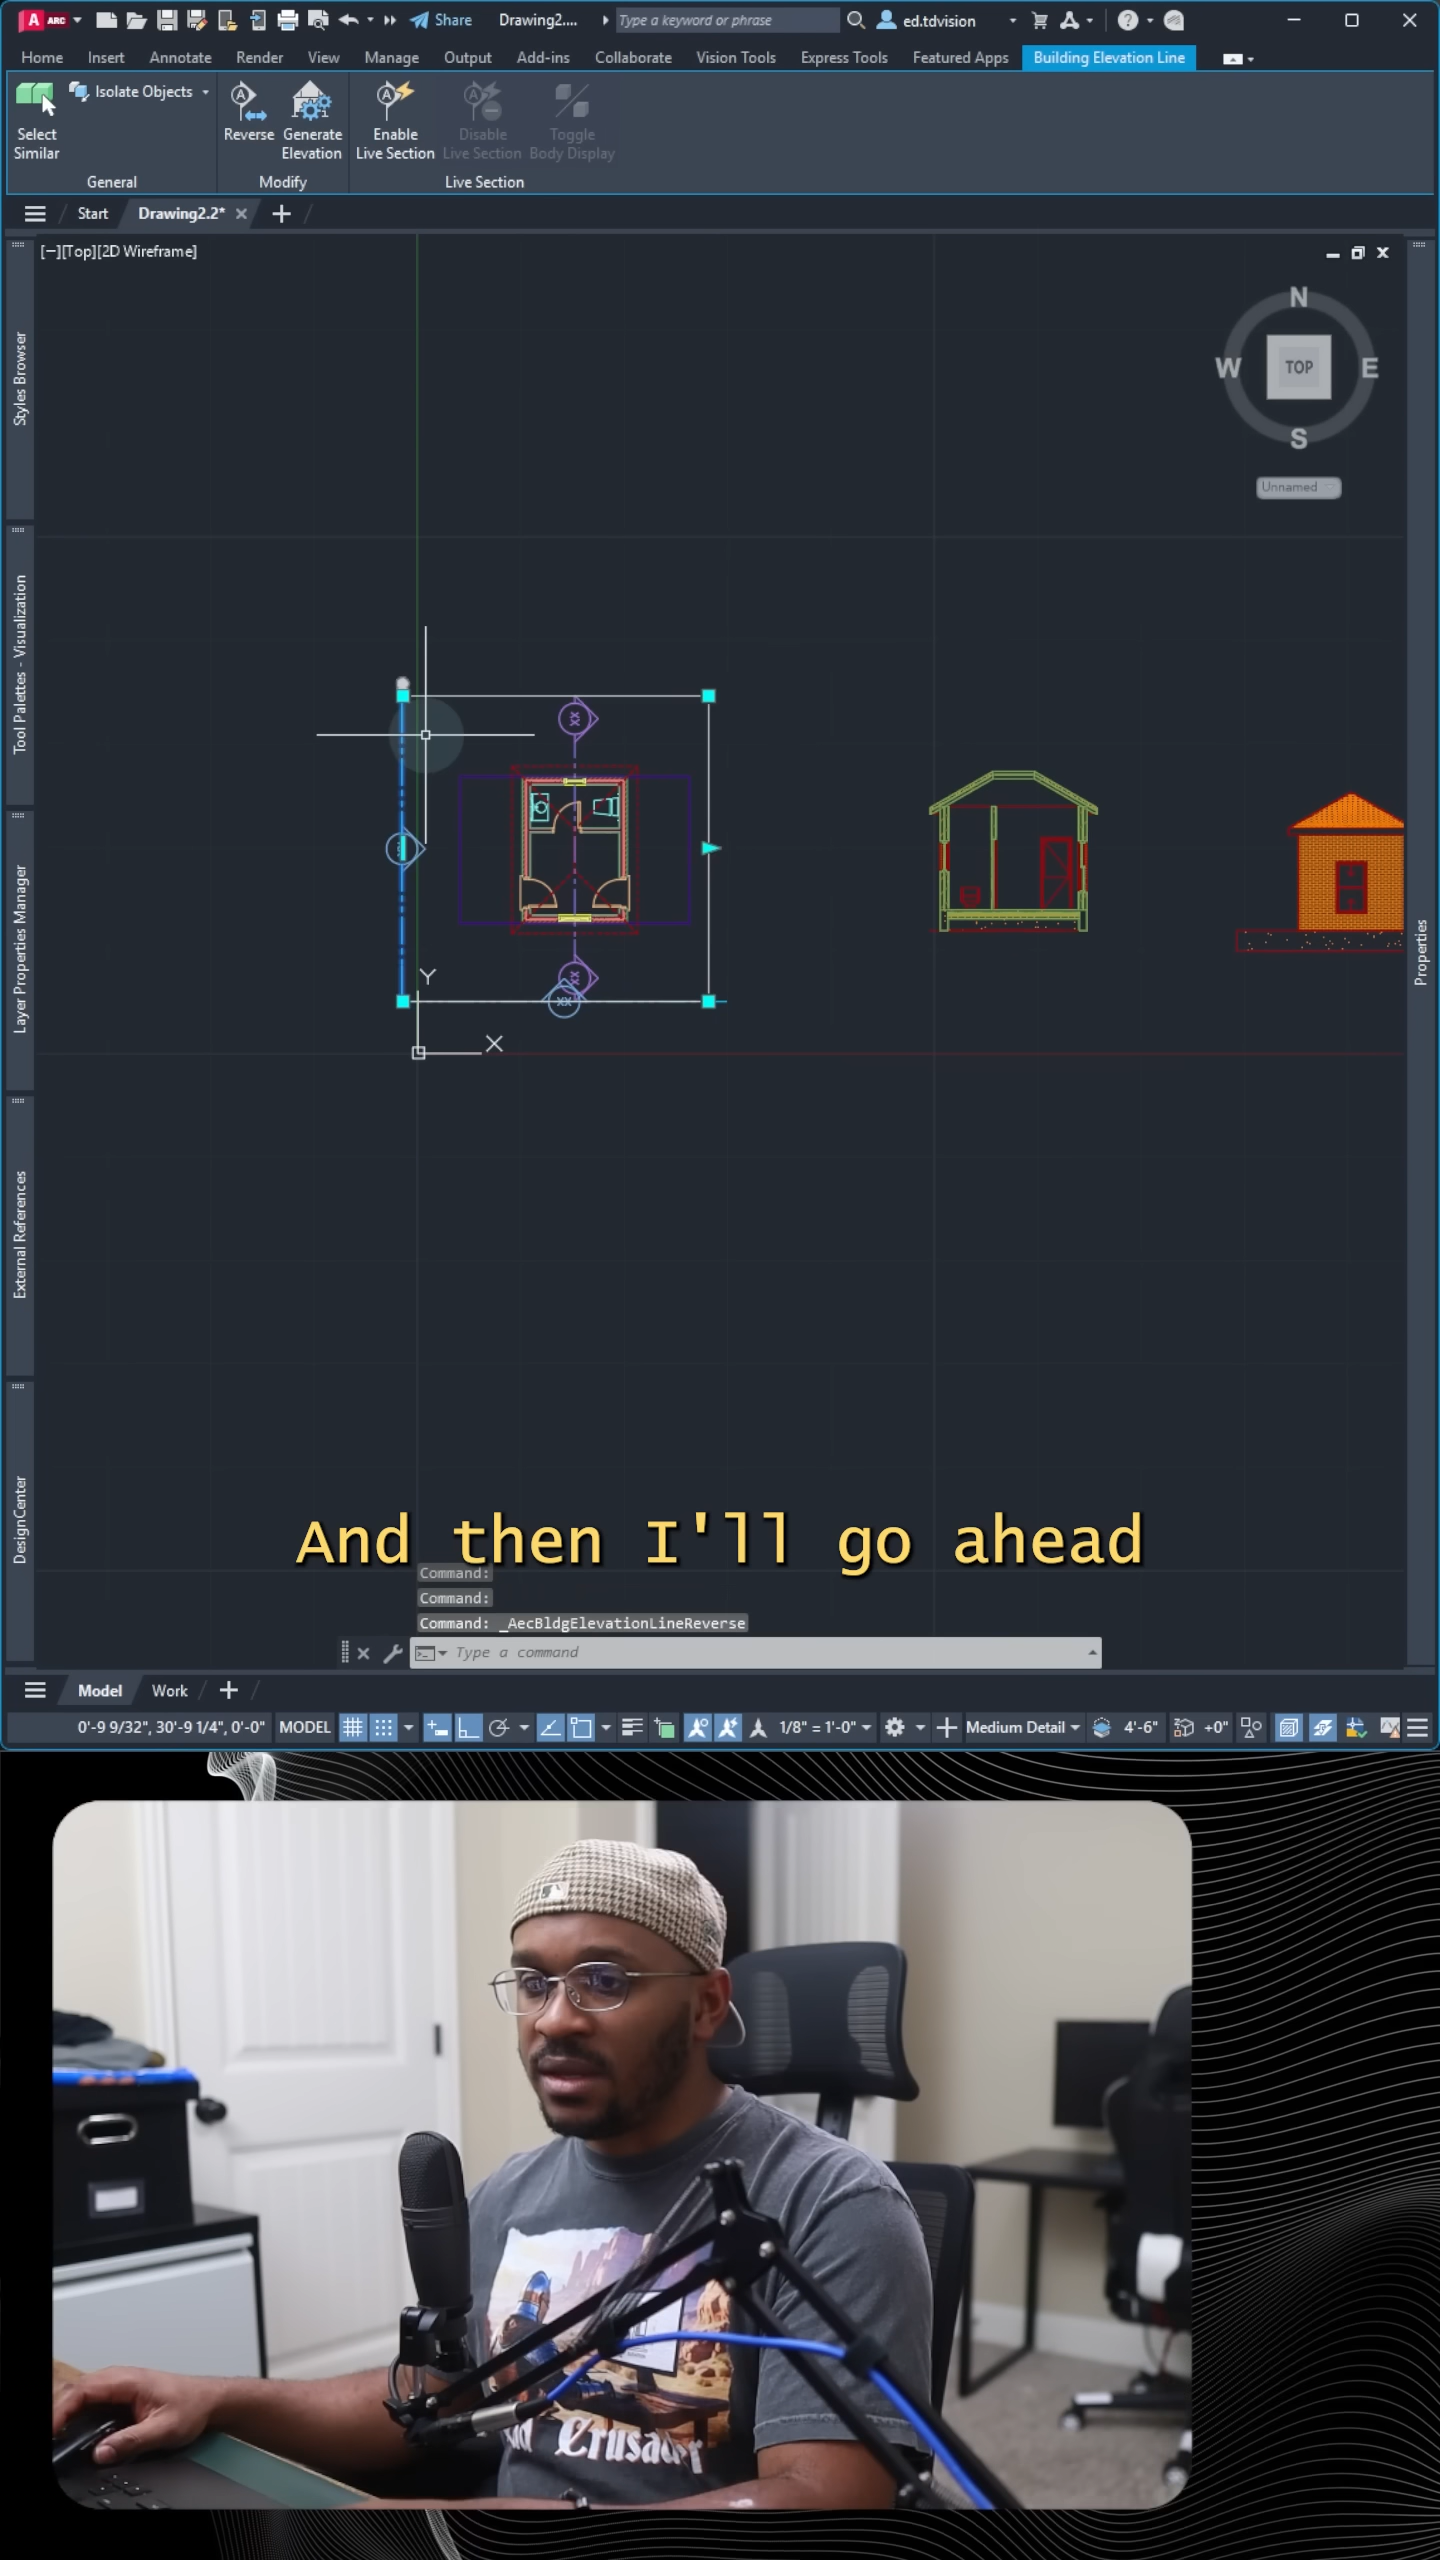 A ARC Share Drawing2.... Type a keyword or phrase ed.tdvision ?
Home Insert Annotate Render View Manage Output Add-ins Collaborate Vision Tools Express Tools Featured Apps Building Elevation Line
Isolate Objects
Select Similar
Reverse
Generate Elevation
Enable Live Section
Disable Live Section
Toggle Body Display
General Modify Live Section
Start Drawing2.2*
[−][Top][2D Wireframe]
N
W TOP E
S
Unnamed
Styles Browser
Tool Palettes - Visualization
Layer Properties Manager
External References
DesignCenter
Properties
XX
XX
XX
Y
X
And then I'll go ahead
Command:
Command:
Command: _AecBldgElevationLineReverse
Type a command
Model Work
0'-9 9/32", 30'-9 1/4", 0'-0" MODEL 1/8" = 1'-0" Medium Detail 4'-6" +0"
Crusader